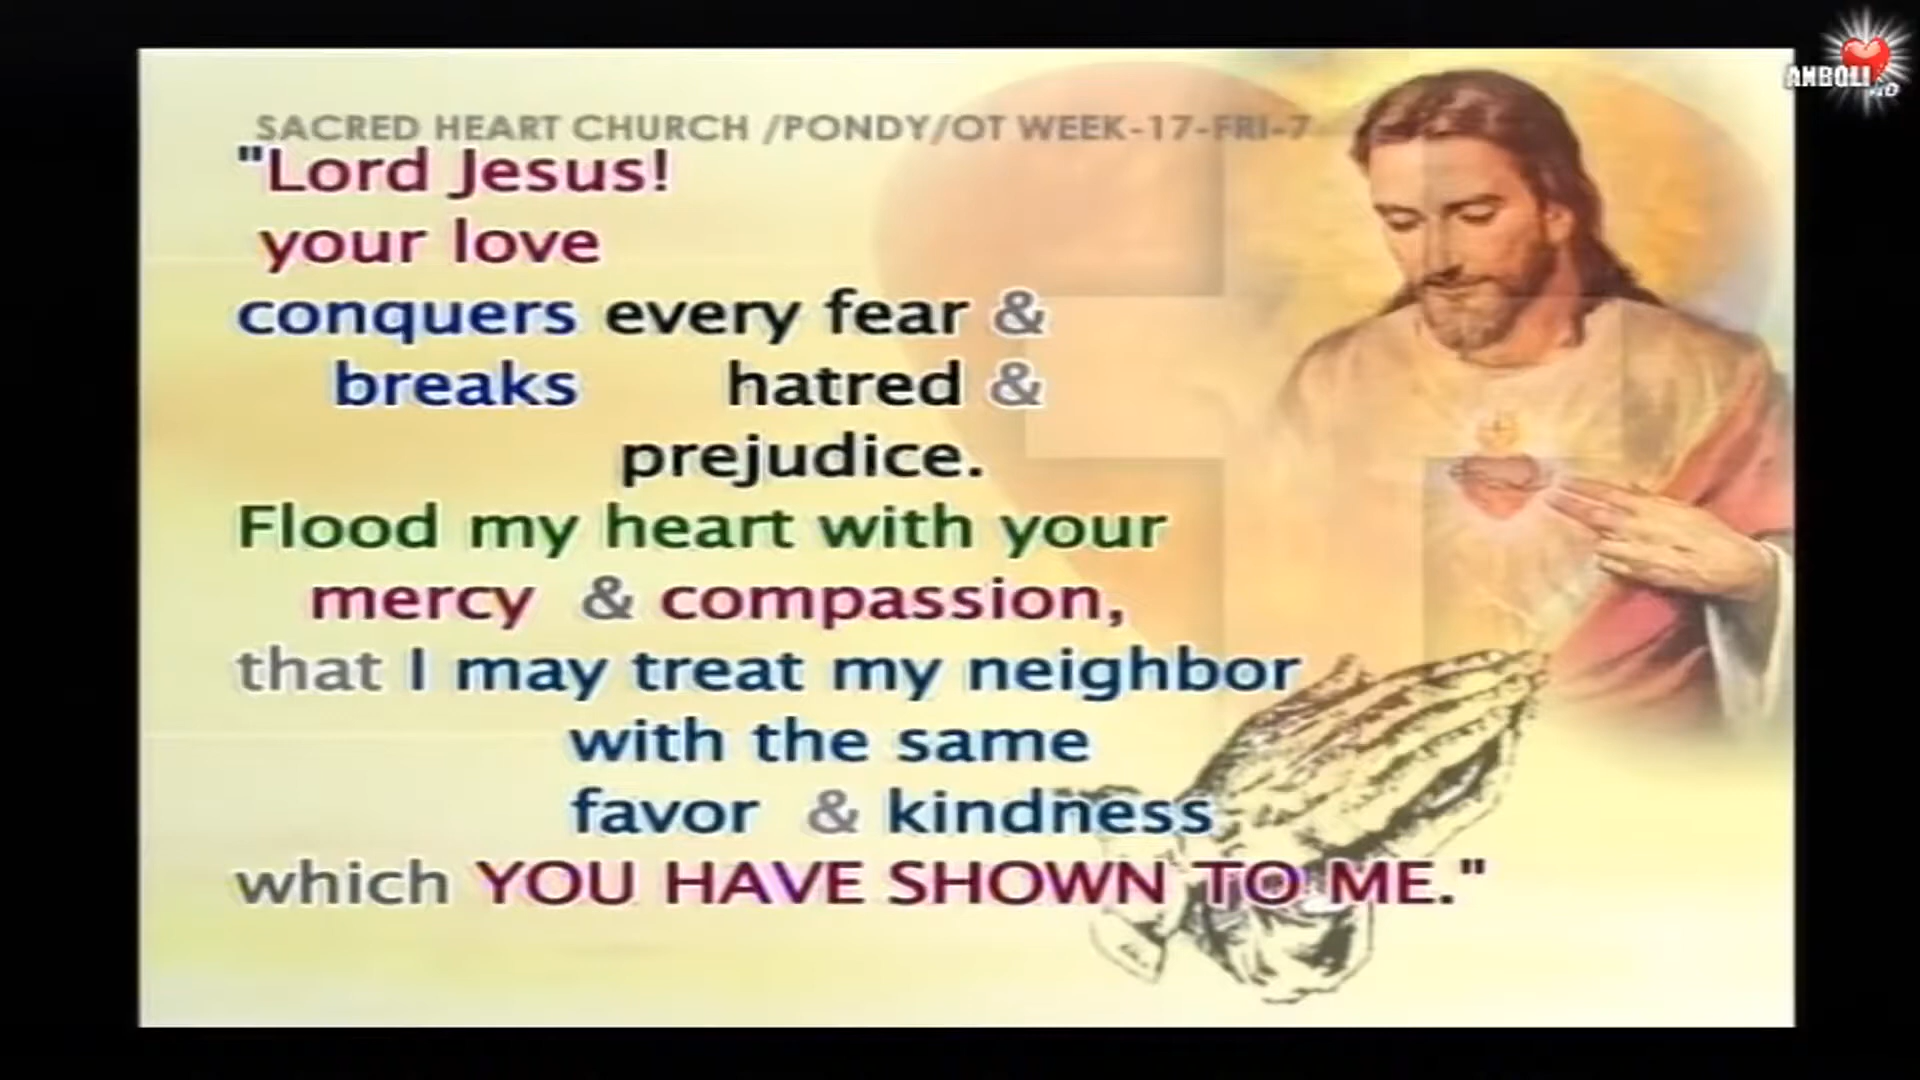 ANBOLI HD
SACRED HEART CHURCH /PONDY/OT WEEK-17-FRI-7
"Lord Jesus!
your love
conquers every fear &
breaks hatred &
prejudice.
Flood my heart with your
mercy & compassion,
that I may treat my neighbor
with the same
favor & kindness
which YOU HAVE SHOWN TO ME."